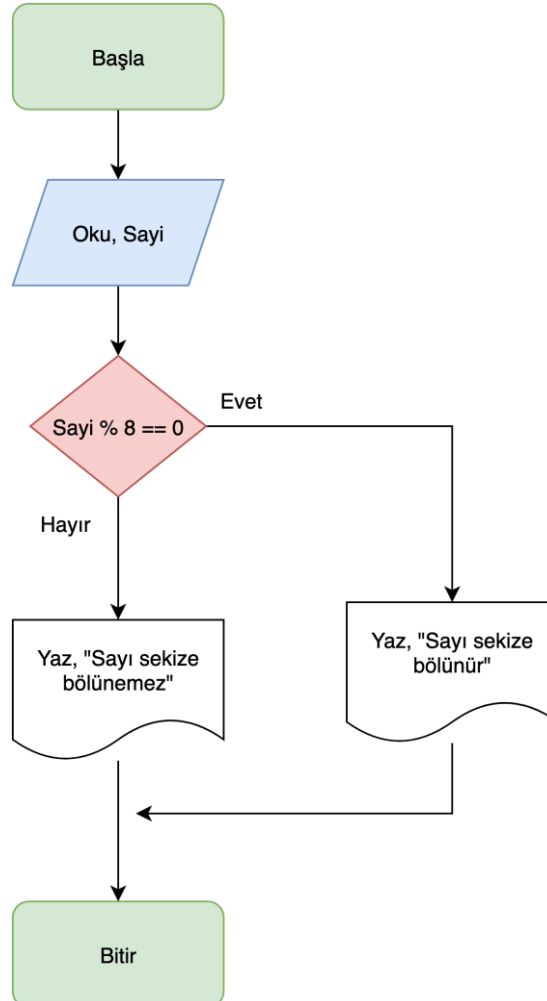 Başla
Oku, Sayi
Sayi % 8 == 0
Evet
Hayır
Yaz, "Sayı sekize
bölünemez"
Yaz, "Sayı sekize
bölünür"
Bitir